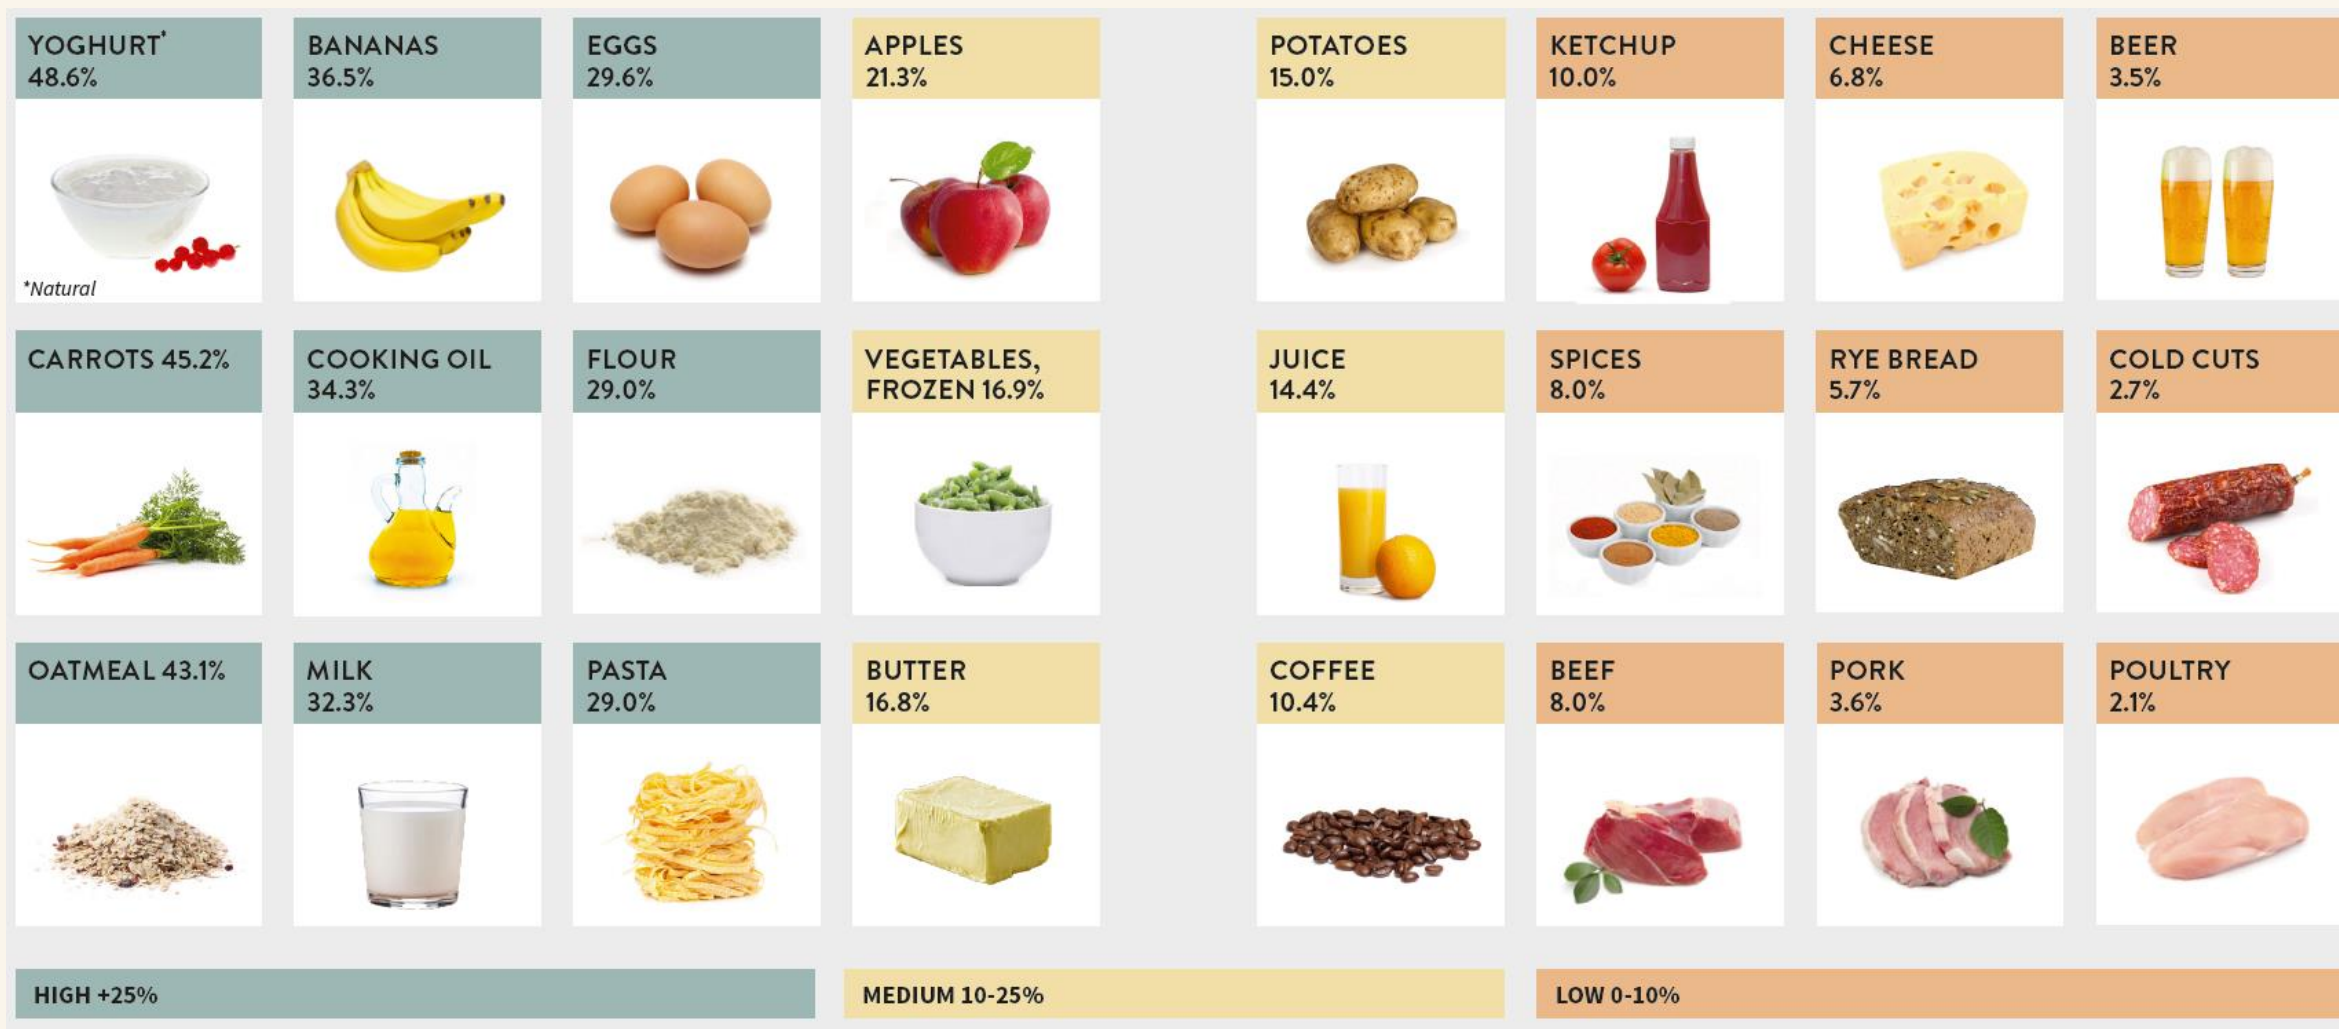 YOGHURT*
48.6%
*Natural
BANANAS
36.5%
EGGS
29.6%
APPLES
21.3%
POTATOES
15.0%
KETCHUP
10.0%
CHEESE
6.8%
BEER
3.5%
CARROTS 45.2%
COOKING OIL
34.3%
FLOUR
29.0%
VEGETABLES,
FROZEN 16.9%
JUICE
14.4%
SPICES
8.0%
RYE BREAD
5.7%
COLD CUTS
2.7%
OATMEAL 43.1%
MILK
32.3%
PASTA
29.0%
BUTTER
16.8%
COFFEE
10.4%
BEEF
8.0%
PORK
3.6%
POULTRY
2.1%
HIGH +25%
MEDIUM 10-25%
LOW 0-10%